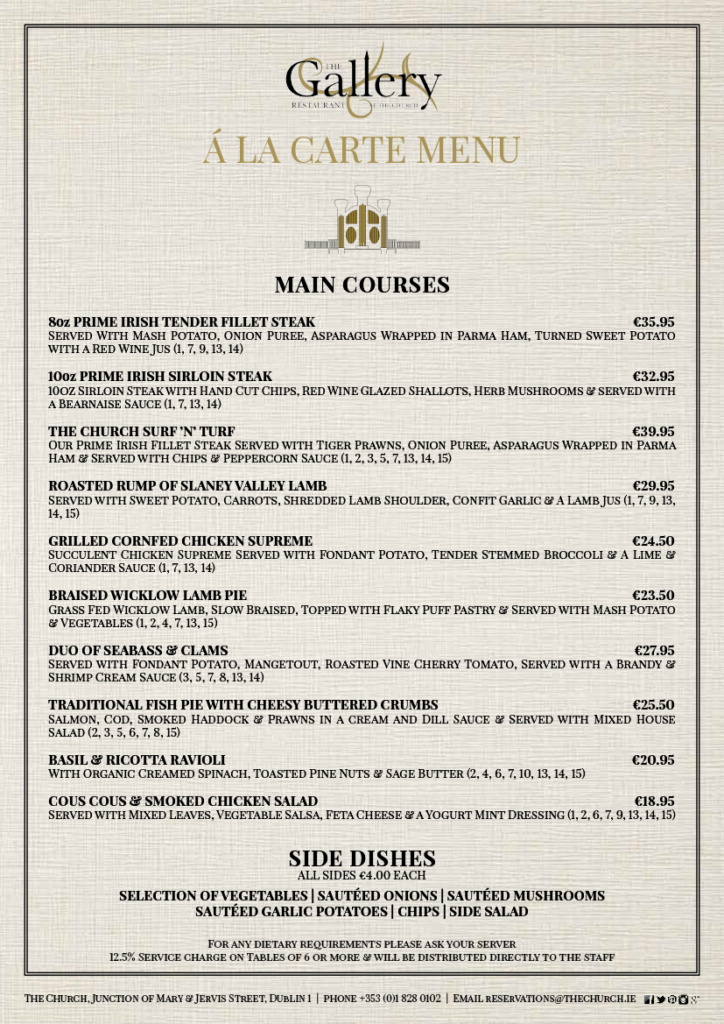 THE
Gallery
RESTAURANT AT THE CHURCH
Á LA CARTE MENU
MAIN COURSES
8oz PRIME IRISH TENDER FILLET STEAK €35.95
SERVED WITH MASH POTATO, ONION PUREE, ASPARAGUS WRAPPED IN PARMA HAM, TURNED SWEET POTATO
WITH A RED WINE JUS (1, 7, 9, 13, 14)
10oz PRIME IRISH SIRLOIN STEAK €32.95
10OZ SIRLOIN STEAK WITH HAND CUT CHIPS, RED WINE GLAZED SHALLOTS, HERB MUSHROOMS & SERVED WITH
A BEARNAISE SAUCE (1, 7, 13, 14)
THE CHURCH SURF 'N' TURF €39.95
OUR PRIME IRISH FILLET STEAK SERVED WITH TIGER PRAWNS, ONION PUREE, ASPARAGUS WRAPPED IN PARMA
HAM & SERVED WITH CHIPS & PEPPERCORN SAUCE (1, 2, 3, 5, 7, 13, 14, 15)
ROASTED RUMP OF SLANEY VALLEY LAMB €29.95
SERVED WITH SWEET POTATO, CARROTS, SHREDDED LAMB SHOULDER, CONFIT GARLIC & A LAMB JUS (1, 7, 9, 13,
14, 15)
GRILLED CORNFED CHICKEN SUPREME €24.50
SUCCULENT CHICKEN SUPREME SERVED WITH FONDANT POTATO, TENDER STEMMED BROCCOLI & A LIME &
CORIANDER SAUCE (1, 7, 13, 14)
BRAISED WICKLOW LAMB PIE €23.50
GRASS FED WICKLOW LAMB, SLOW BRAISED, TOPPED WITH FLAKY PUFF PASTRY & SERVED WITH MASH POTATO
& VEGETABLES (1, 2, 4, 7, 13, 15)
DUO OF SEABASS & CLAMS €27.95
SERVED WITH FONDANT POTATO, MANGETOUT, ROASTED VINE CHERRY TOMATO, SERVED WITH A BRANDY &
SHRIMP CREAM SAUCE (3, 5, 7, 8, 13, 14)
TRADITIONAL FISH PIE WITH CHEESY BUTTERED CRUMBS €25.50
SALMON, COD, SMOKED HADDOCK & PRAWNS IN A CREAM AND DILL SAUCE & SERVED WITH MIXED HOUSE
SALAD (2, 3, 5, 6, 7, 8, 15)
BASIL & RICOTTA RAVIOLI €20.95
WITH ORGANIC CREAMED SPINACH, TOASTED PINE NUTS & SAGE BUTTER (2, 4, 6, 7, 10, 13, 14, 15)
COUS COUS & SMOKED CHICKEN SALAD €18.95
SERVED WITH MIXED LEAVES, VEGETABLE SALSA, FETA CHEESE & A YOGURT MINT DRESSING (1, 2, 6, 7, 9, 13, 14, 15)
SIDE DISHES
ALL SIDES €4.00 EACH
SELECTION OF VEGETABLES | SAUTÉED ONIONS | SAUTÉED MUSHROOMS
SAUTÉED GARLIC POTATOES | CHIPS | SIDE SALAD
FOR ANY DIETARY REQUIREMENTS PLEASE ASK YOUR SERVER
12.5% SERVICE CHARGE ON TABLES OF 6 OR MORE & WILL BE DISTRIBUTED DIRECTLY TO THE STAFF
THE CHURCH, JUNCTION OF MARY & JERVIS STREET, DUBLIN 1 | PHONE +353 (0)1 828 0102 | EMAIL RESERVATIONS@THECHURCH.IE